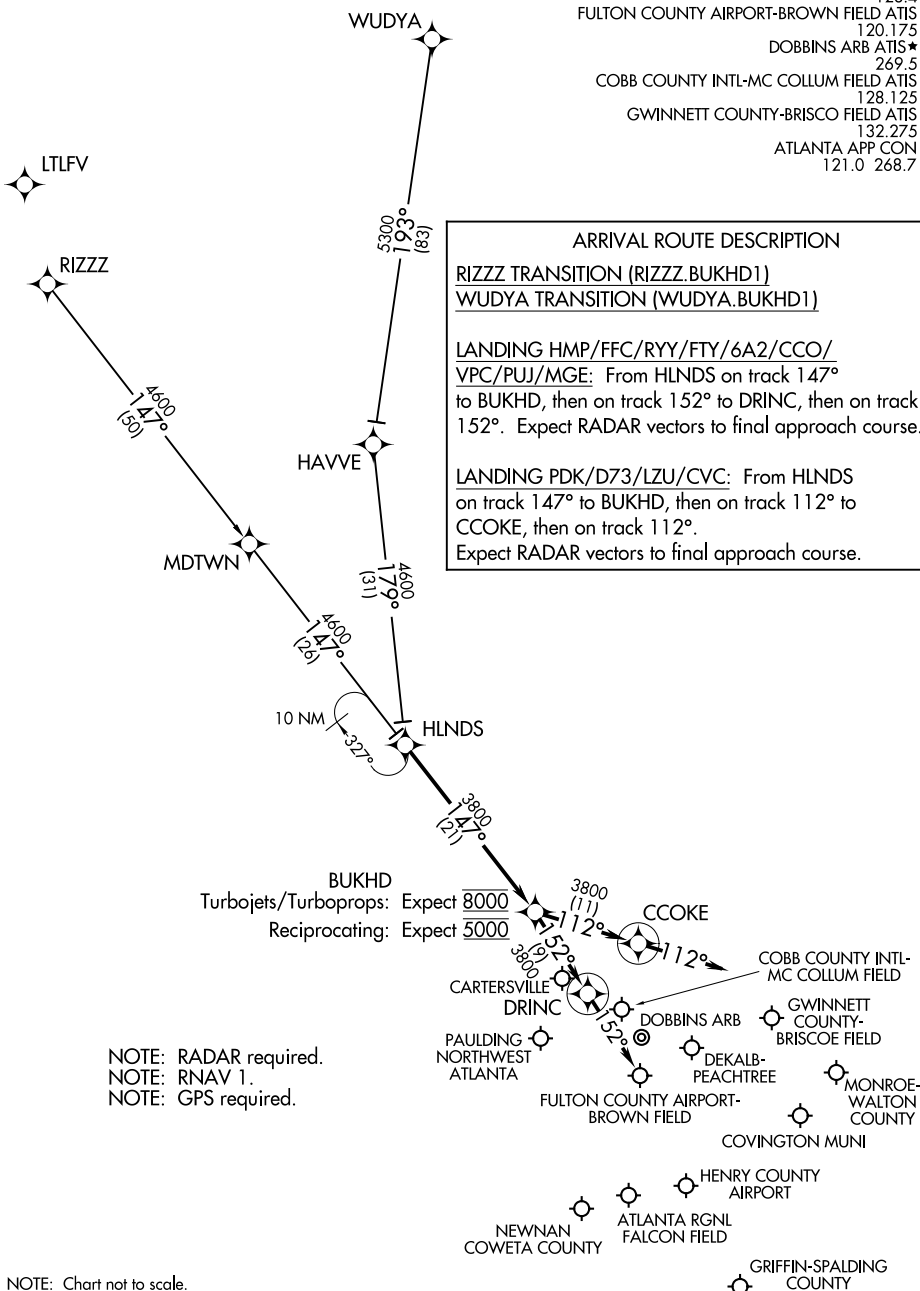 FULTON COUNTY AIRPORT-BROWN FIELD ATIS
120.175
DOBBINS ARB ATIS★
269.5
COBB COUNTY INTL-MC COLLUM FIELD ATIS
128.125
GWINNETT COUNTY-BRISCO FIELD ATIS
132.275
ATLANTA APP CON
121.0 268.7
WUDYA
LTLFV
RIZZZ
5300
193°
(83)
ARRIVAL ROUTE DESCRIPTION
RIZZZ TRANSITION (RIZZZ.BUKHD1)
WUDYA TRANSITION (WUDYA.BUKHD1)
LANDING HMP/FFC/RYY/FTY/6A2/CCO/
VPC/PUJ/MGE: From HLNDS on track 147°
to BUKHD, then on track 152° to DRINC, then on track
152°. Expect RADAR vectors to final approach course.
LANDING PDK/D73/LZU/CVC: From HLNDS
on track 147° to BUKHD, then on track 112° to
CCOKE, then on track 112°.
Expect RADAR vectors to final approach course.
4600
147°
(50)
HAVVE
MDTWN
4600
179°
(31)
4600
147°
(26)
10 NM
327°
HLNDS
3800
147°
(21)
BUKHD
Turbojets/Turboprops: Expect 8000
Reciprocating: Expect 5000
3800
(11)
112°
CCOKE
112°
152°
(9)
3800
CARTERSVILLE
DRINC
152°
COBB COUNTY INTL-
MC COLLUM FIELD
DOBBINS ARB
GWINNETT
COUNTY-
BRISCOE FIELD
PAULDING
NORTHWEST
ATLANTA
DEKALB-
PEACHTREE
FULTON COUNTY AIRPORT-
BROWN FIELD
MONROE-
WALTON
COUNTY
COVINGTON MUNI
NOTE: RADAR required.
NOTE: RNAV 1.
NOTE: GPS required.
HENRY COUNTY
AIRPORT
ATLANTA RGNL
FALCON FIELD
NEWNAN
COWETA COUNTY
GRIFFIN-SPALDING
COUNTY
NOTE: Chart not to scale.